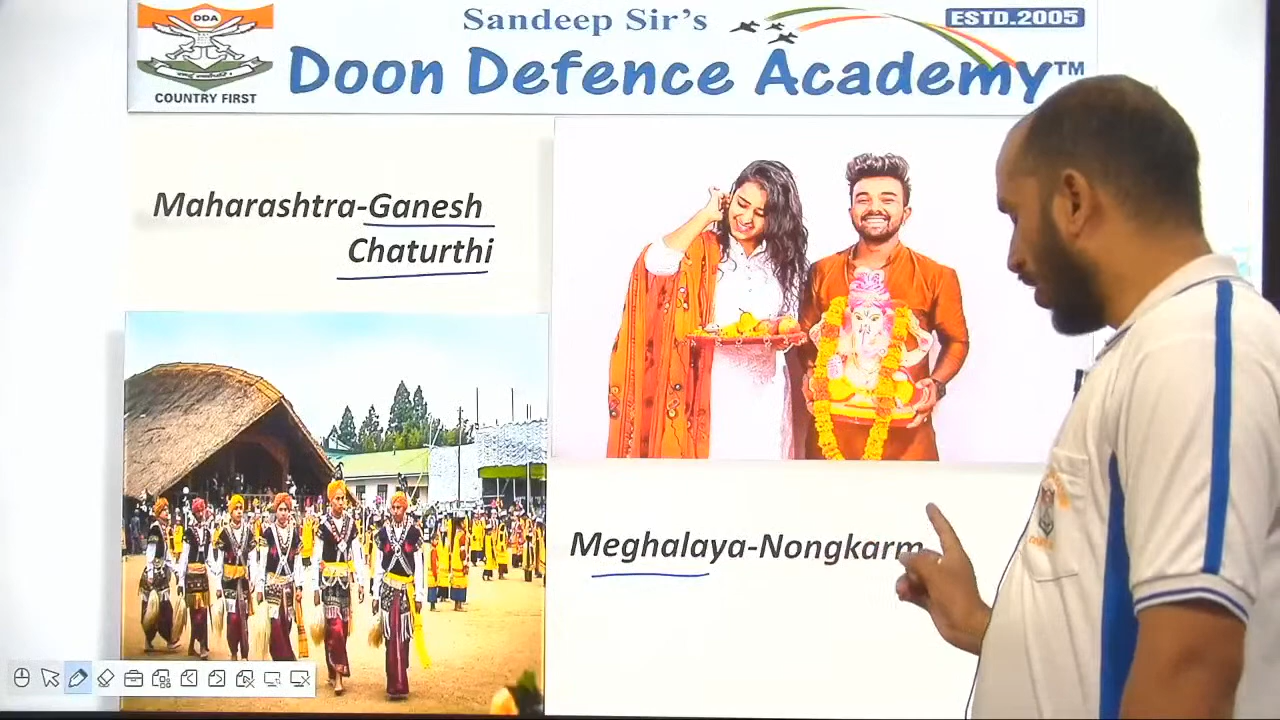 DDA
COUNTRY FIRST
Sandeep Sir's
ESTD.2005
Doon Defence Academy™
Maharashtra-Ganesh
Chaturthi
Meghalaya-Nongkarm